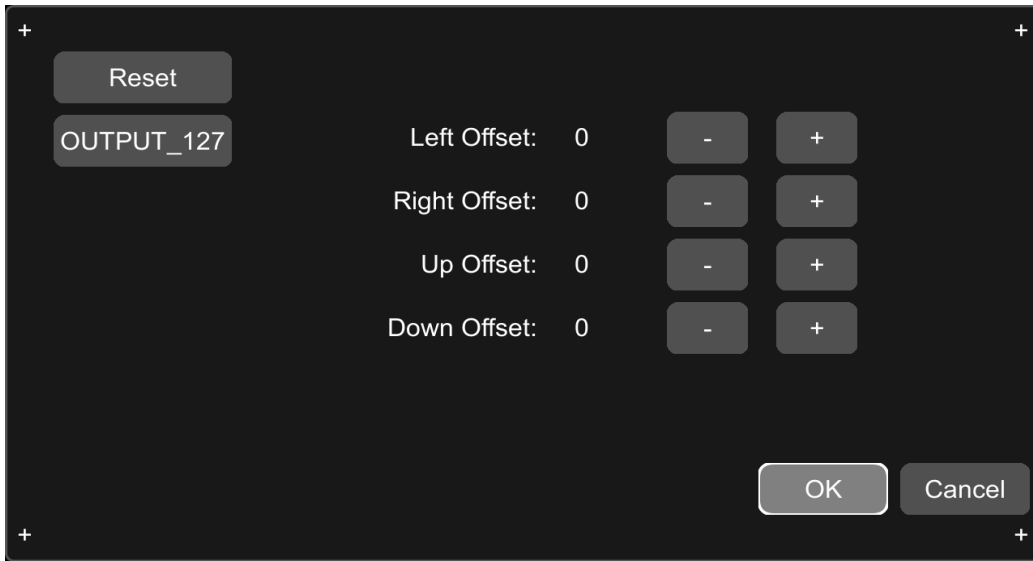 + +
Reset
OUTPUT_127 Left Offset: 0 - +
Right Offset: 0 - +
Up Offset: 0 - +
Down Offset: 0 - +
OK Cancel
+ +